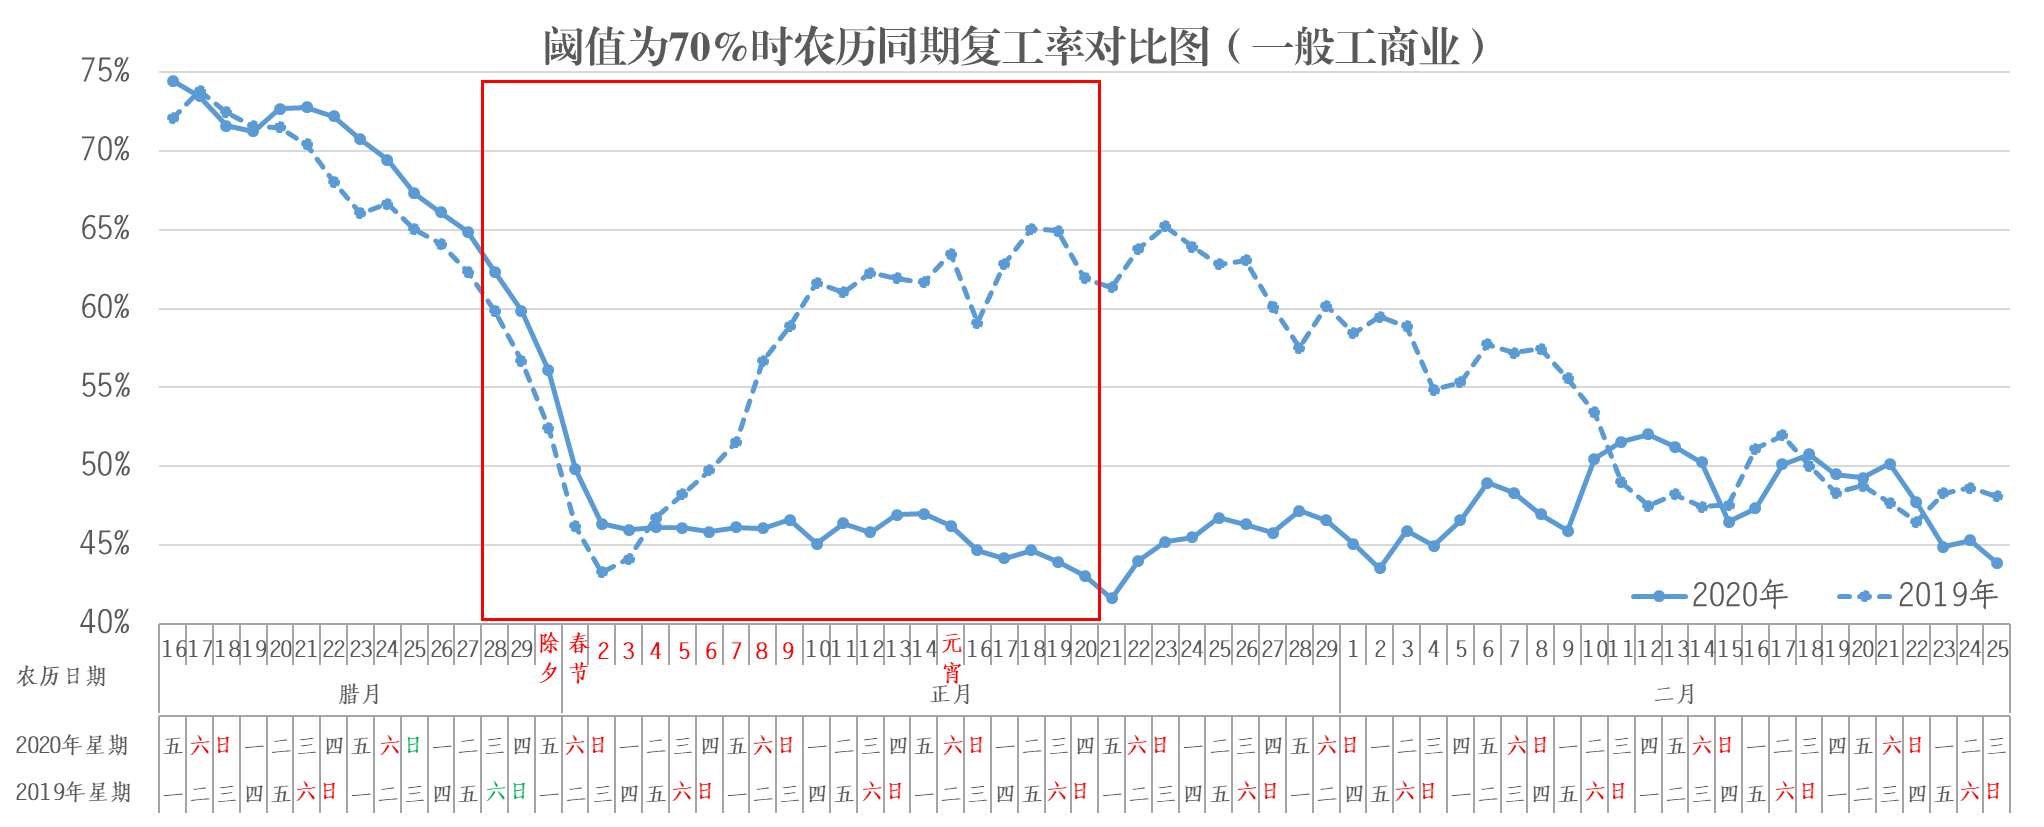 阈值为70%时农历同期复工率对比图（一般工商业）
75%
70%
65%
60%
55%
50%
45%
40%
2020年 2019年
农历日期 16 17 18 19 20 21 22 23 24 25 26 27 28 29 除夕 春节 2 3 4 5 6 7 8 9 10 11 12 13 14 元宵 16 17 18 19 20 21 22 23 24 25 26 27 28 29 1 2 3 4 5 6 7 8 9 10 11 12 13 14 15 16 17 18 19 20 21 22 23 24 25
腊月 正月 二月
2020年星期 五 六 日 一 二 三 四 五 六 日 一 二 三 四 五 六 日 一 二 三 四 五 六 日 一 二 三 四 五 六 日 一 二 三 四 五 六 日 一 二 三 四 五 六 日 一 二 三 四 五 六 日 一 二 三 四 五 六 日 一 二 三 四 五 六 日 一 二 三
2019年星期 一 二 三 四 五 六 日 一 二 三 四 五 六 日 一 二 三 四 五 六 日 一 二 三 四 五 六 日 一 二 三 四 五 六 日 一 二 三 四 五 六 日 一 二 四 五 六 日 一 二 三 四 五 六 日 一 二 三 四 五 六 日 一 二 三 四 五 六 日